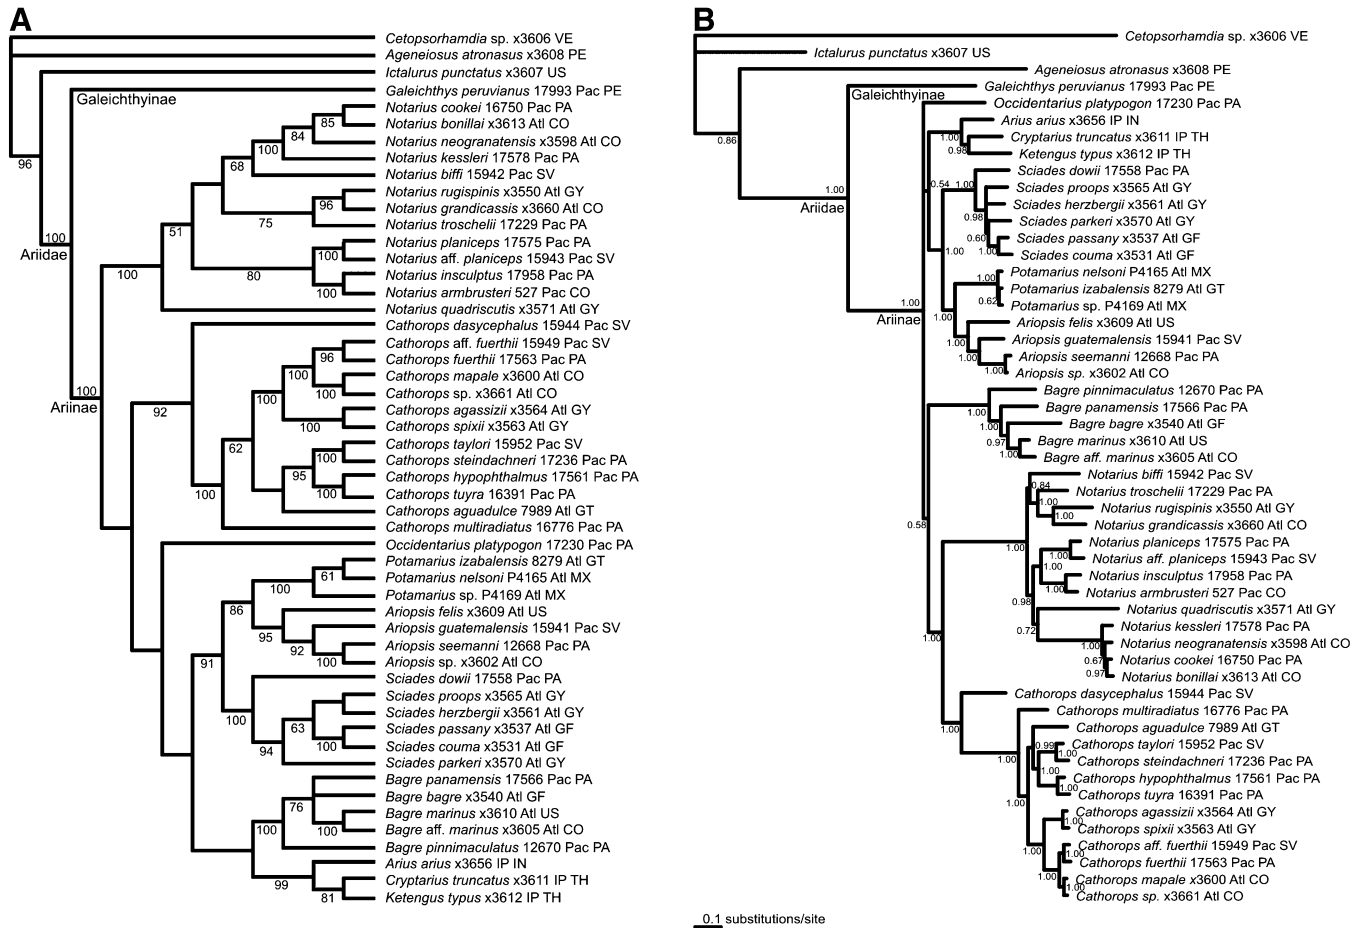 A
Cetopsorhamdia sp. x3606 VE
Ageneiosus atronasus x3608 PE
Ictalurus punctatus x3607 US
Galeichthys peruvianus 17993 Pac PE
Galeichthyinae
Notarius cookei 16750 Pac PA
85
Notarius bonillai x3613 Atl CO
84
Notarius neogranatensis x3598 Atl CO
100
Notarius kessleri 17578 Pac PA
96
68
Notarius biffi 15942 Pac SV
Notarius rugispinis x3550 Atl GY
96
Notarius grandicassis x3660 Atl CO
75
Notarius troschelii 17229 Pac PA
51
100
Ariidae
Notarius planiceps 17575 Pac PA
100
Notarius aff. planiceps 15943 Pac SV
100
80
Notarius insculptus 17958 Pac PA
100
Notarius armbrusteri 527 Pac CO
Notarius quadriscutis x3571 Atl GY
Cathorops dasycephalus 15944 Pac SV
Cathorops aff. fuerthii 15949 Pac SV
96
Cathorops fuerthii 17563 Pac PA
100
Cathorops mapale x3600 Atl CO
100
100
Cathorops sp. x3661 Atl CO
100
Ariinae
92
Cathorops agassizii x3564 Atl GY
100
Cathorops spixii x3563 Atl GY
62
Cathorops taylori 15952 Pac SV
100
Cathorops steindachneri 17236 Pac PA
95
Cathorops hypophthalmus 17561 Pac PA
100
100
Cathorops tuyra 16391 Pac PA
Cathorops aguadulce 7989 Atl GT
Cathorops multiradiatus 16776 Pac PA
Occidentarius platypogon 17230 Pac PA
Potamarius izabalensis 8279 Atl GT
61
Potamarius nelsoni P4165 Atl MX
100
Potamarius sp. P4169 Atl MX
86
Ariopsis felis x3609 Atl US
95
Ariopsis guatemalensis 15941 Pac SV
92
Ariopsis seemanni 12668 Pac PA
91
100
Ariopsis sp. x3602 Atl CO
Sciades dowii 17558 Pac PA
Sciades proops x3565 Atl GY
100
Sciades herzbergii x3561 Atl GY
63
Sciades passany x3537 Atl GF
94
100
Sciades couma x3531 Atl GF
Sciades parkeri x3570 Atl GY
Bagre panamensis 17566 Pac PA
76
Bagre bagre x3540 Atl GF
Bagre marinus x3610 Atl US
100
100
Bagre aff. marinus x3605 Atl CO
Bagre pinnimaculatus 12670 Pac PA
Arius arius x3656 IP IN
99
Cryptarius truncatus x3611 IP TH
81
Ketengus typus x3612 IP TH
B
Cetopsorhamdia sp. x3606 VE
Ictalurus punctatus x3607 US
Ageneiosus atronasus x3608 PE
Galeichthys peruvianus 17993 Pac PE
Galeichthyinae
Occidentarius platypogon 17230 Pac PA
Arius arius x3656 IP IN
0.86
1.00
Cryptarius truncatus x3611 IP TH
0.98
Ketengus typus x3612 IP TH
Sciades dowii 17558 Pac PA
1.00
0.54
1.00
Sciades proops x3565 Atl GY
Ariidae
Sciades herzbergii x3561 Atl GY
0.98
Sciades parkeri x3570 Atl GY
0.60
Sciades passany x3537 Atl GF
1.00
1.00
Sciades couma x3531 Atl GF
Potamarius nelsoni P4165 Atl MX
1.00
Potamarius izabalensis 8279 Atl GT
1.00
0.62
Potamarius sp. P4169 Atl MX
Ariinae
1.00
Ariopsis felis x3609 Atl US
1.00
Ariopsis guatemalensis 15941 Pac SV
1.00
Ariopsis seemanni 12668 Pac PA
1.00
Ariopsis sp. x3602 Atl CO
Bagre pinnimaculatus 12670 Pac PA
1.00
Bagre panamensis 17566 Pac PA
1.00
Bagre bagre x3540 Atl GF
0.97
Bagre marinus x3610 Atl US
1.00
Bagre aff. marinus x3605 Atl CO
Notarius biffi 15942 Pac SV
0.84
Notarius troschelii 17229 Pac PA
1.00
Notarius rugispinis x3550 Atl GY
1.00
0.58
Notarius grandicassis x3660 Atl CO
Notarius planiceps 17575 Pac PA
1.00
1.00
Notarius aff. planiceps 15943 Pac SV
1.00
Notarius insculptus 17958 Pac PA
1.00
Notarius armbrusteri 527 Pac CO
0.98
Notarius quadriscutis x3571 Atl GY
Notarius kessleri 17578 Pac PA
0.72
1.00
1.00
Notarius neogranatensis x3598 Atl CO
0.67
Notarius cookei 16750 Pac PA
0.97
Notarius bonillai x3613 Atl CO
Cathorops dasycephalus 15944 Pac SV
Cathorops multiradiatus 16776 Pac PA
1.00
Cathorops aguadulce 7989 Atl GT
0.99
Cathorops taylori 15952 Pac SV
1.00
1.00
Cathorops steindachneri 17236 Pac PA
1.00
Cathorops hypophthalmus 17561 Pac PA
1.00
Cathorops tuyra 16391 Pac PA
1.00
Cathorops agassizii x3564 Atl GY
1.00
Cathorops spixii x3563 Atl GY
1.00
Cathorops aff. fuerthii 15949 Pac SV
1.00
Cathorops fuerthii 17563 Pac PA
1.00
Cathorops mapale x3600 Atl CO
1.00
Cathorops sp. x3661 Atl CO
0.1 substitutions/site